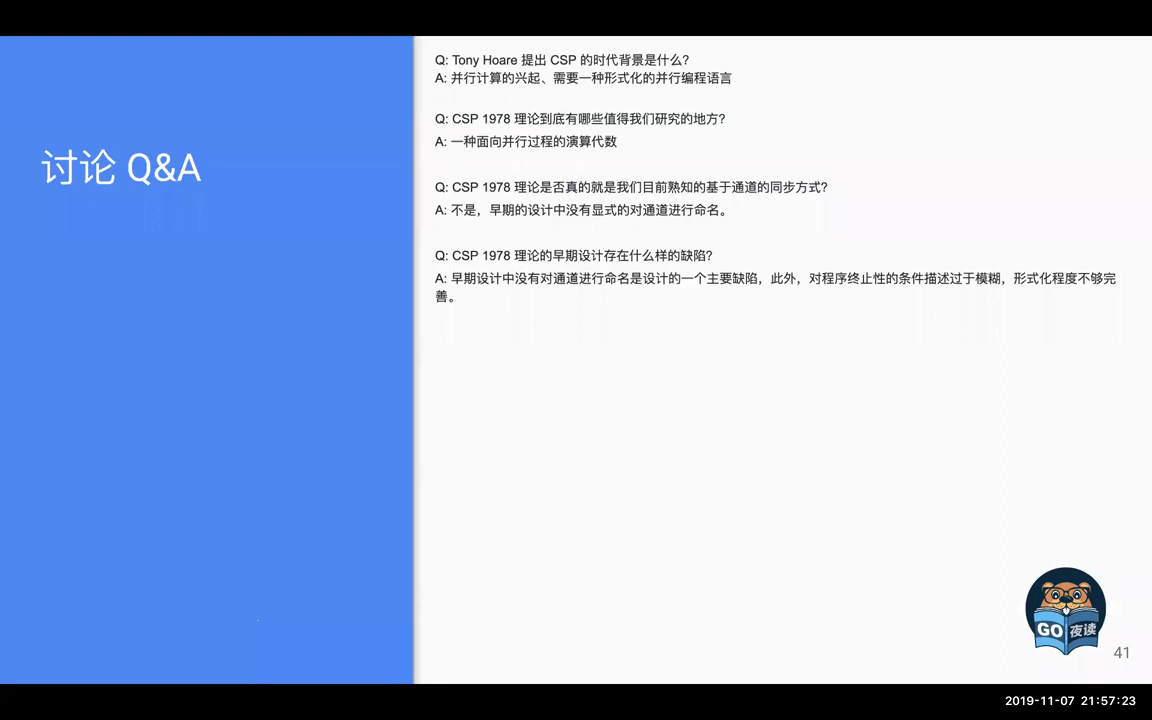 讨论 Q&A
Q: Tony Hoare 提出 CSP 的时代背景是什么?
A: 并行计算的兴起、需要一种形式化的并行编程语言
Q: CSP 1978 理论到底有哪些值得我们研究的地方?
A: 一种面向并行过程的演算代数
Q: CSP 1978 理论是否真的就是我们目前熟知的基于通道的同步方式?
A: 不是，早期的设计中没有显式的对通道进行命名。
Q: CSP 1978 理论的早期设计存在什么样的缺陷?
A: 早期设计中没有对通道进行命名是设计的一个主要缺陷，此外，对程序终止性的条件描述过于模糊，形式化程度不够完
善。
GO 夜读
41
2019-11-07 21:57:23